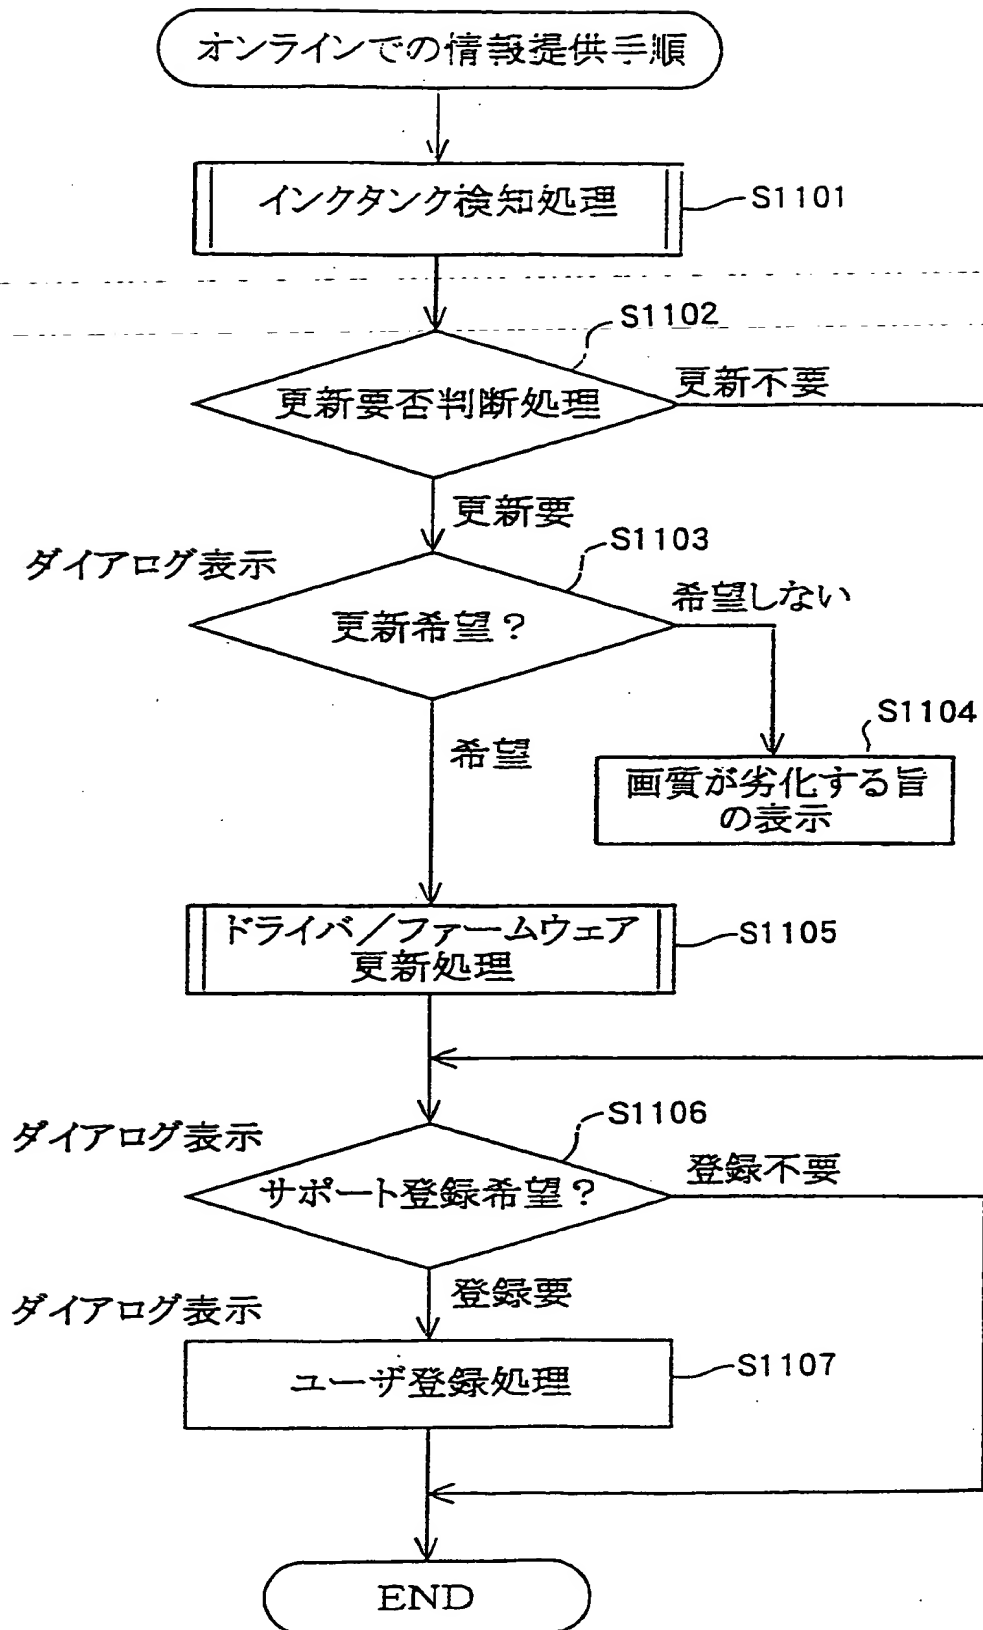 オンラインでの情報提供手順
インクタンク検知処理
S1101
S1102
更新要否判断処理
更新不要
更新要
ダイアログ表示
S1103
更新希望？
希望しない
希望
S1104
画質が劣化する旨
の表示
ドライバ／ファームウェア
更新処理
S1105
ダイアログ表示
S1106
サポート登録希望？
登録不要
登録要
ダイアログ表示
ユーザ登録処理
S1107
END